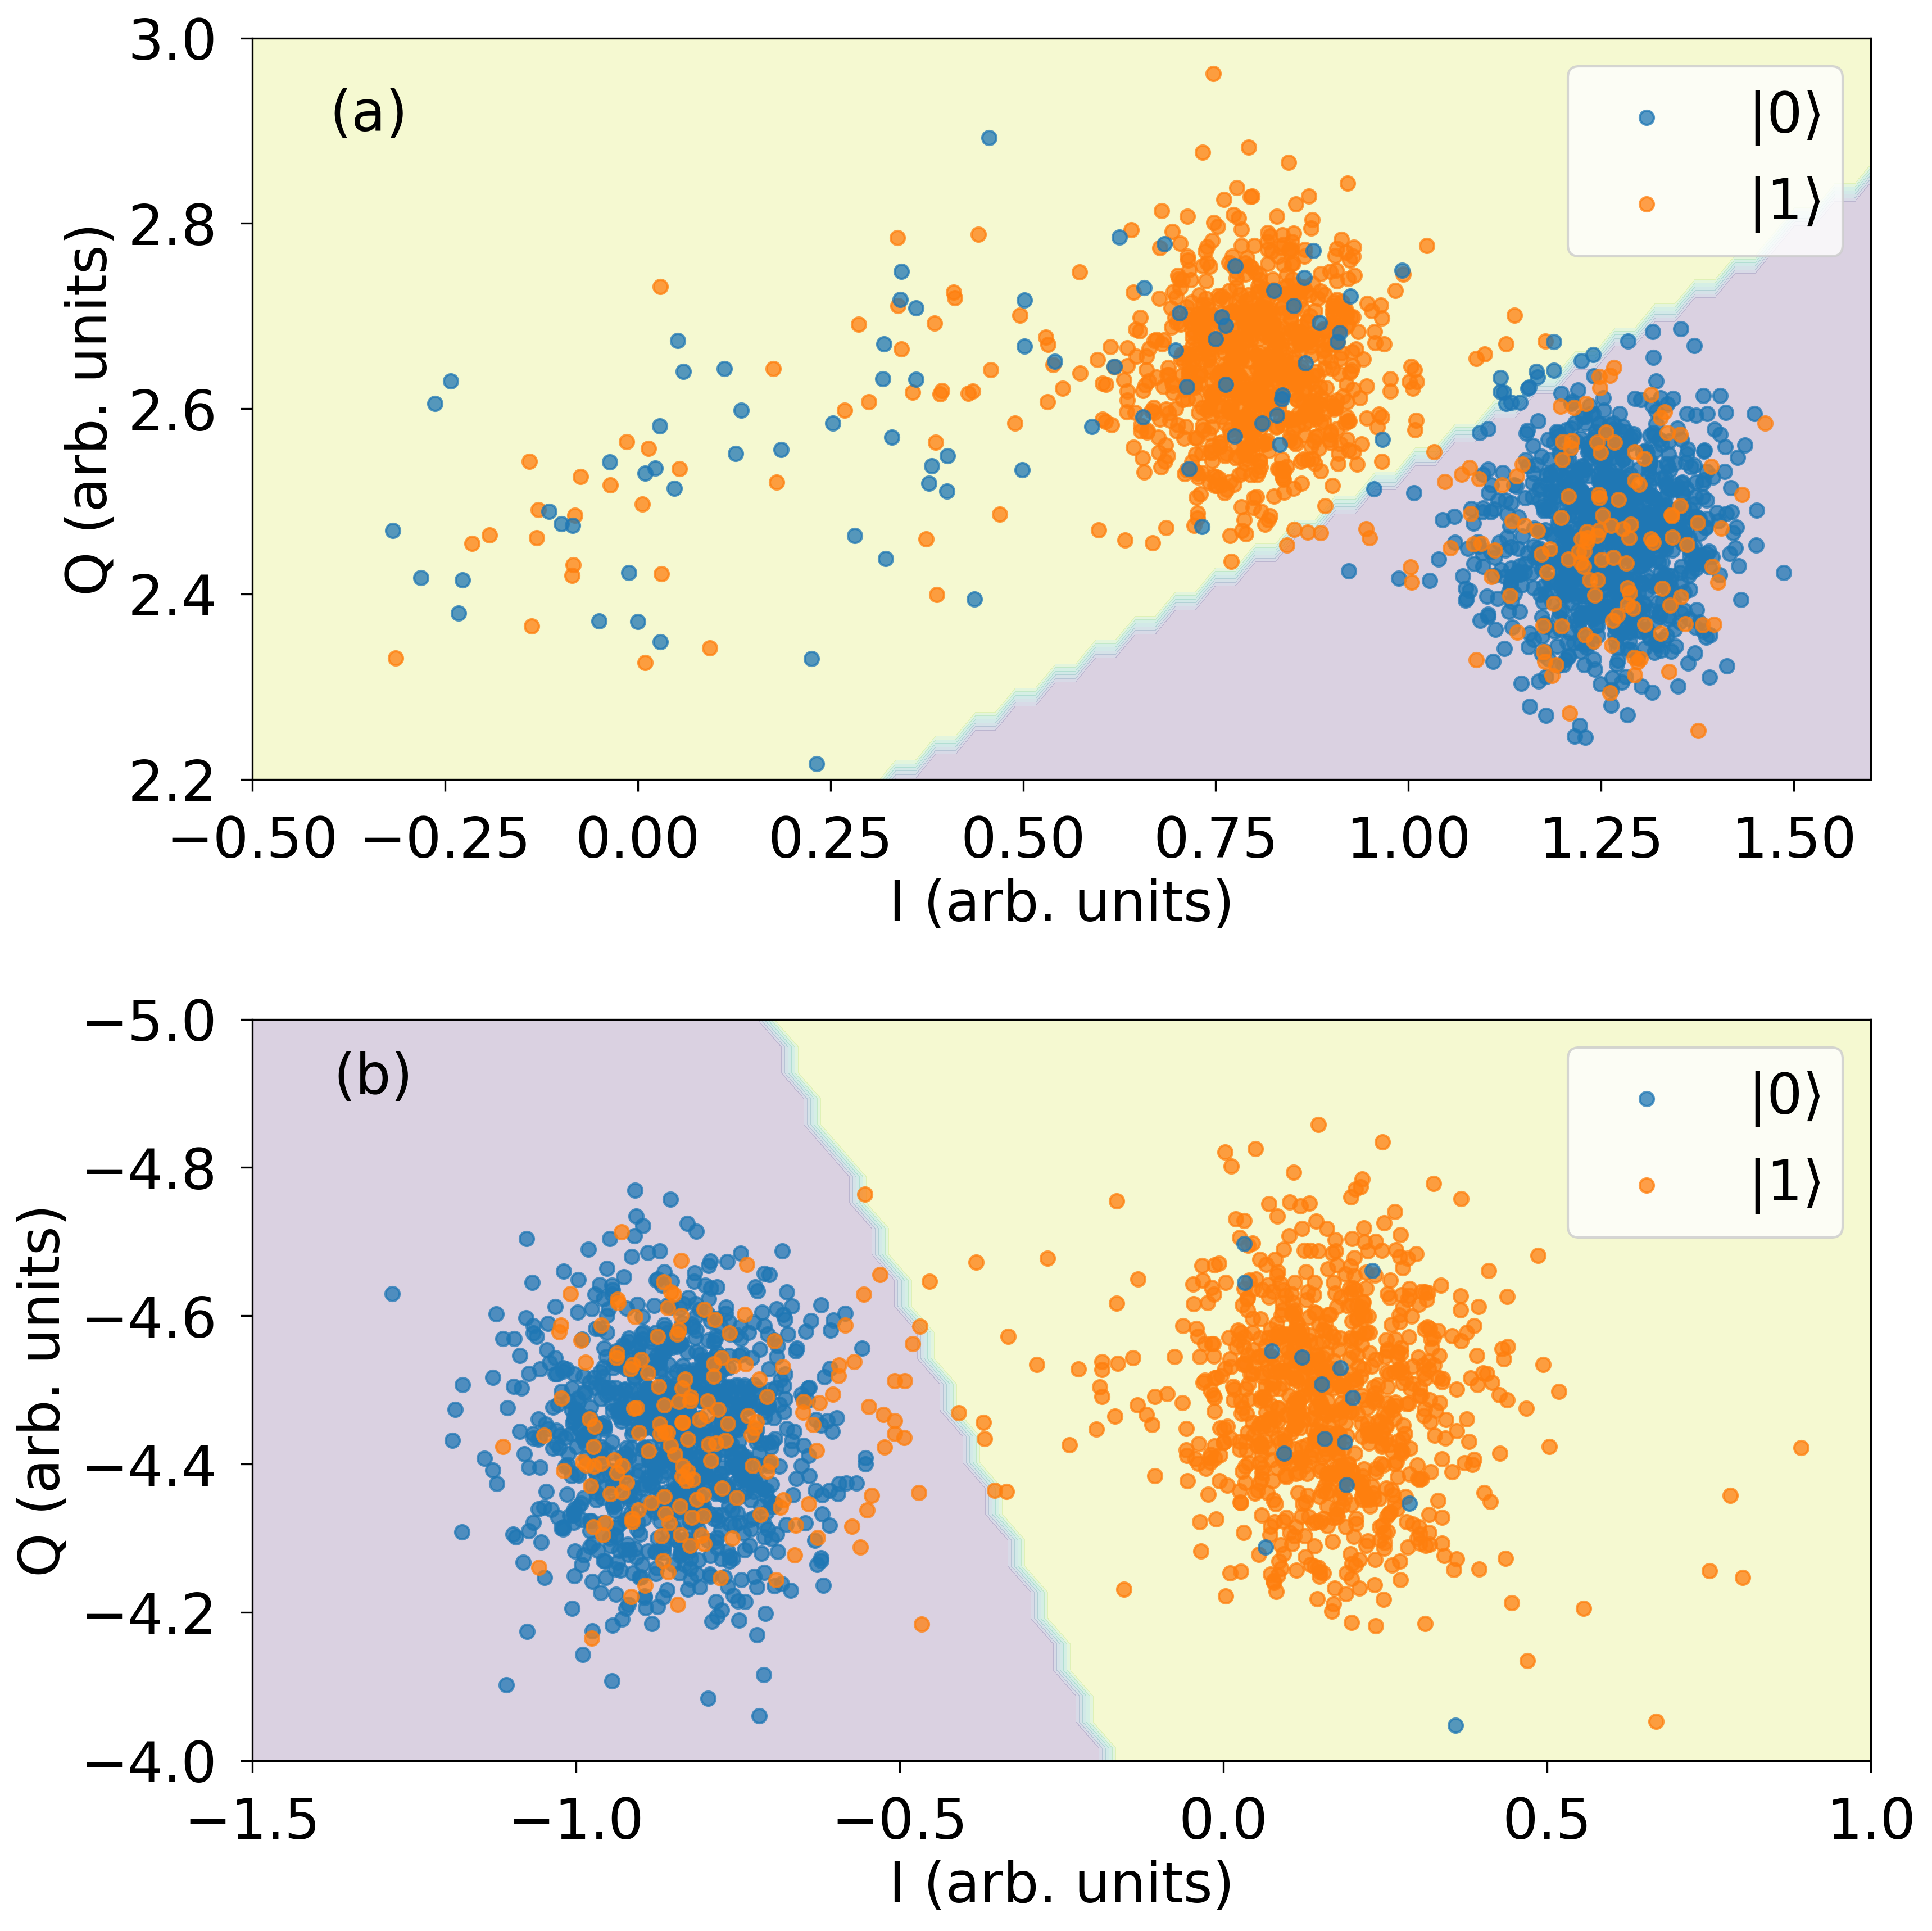 (a)
|0⟩
|1⟩
3.0
2.8
2.6
2.4
2.2
Q (arb. units)
−0.50 −0.25 0.00 0.25 0.50 0.75 1.00 1.25 1.50
I (arb. units)
(b)
|0⟩
|1⟩
−5.0
−4.8
−4.6
−4.4
−4.2
−4.0
Q (arb. units)
−1.5 −1.0 −0.5 0.0 0.5 1.0
I (arb. units)